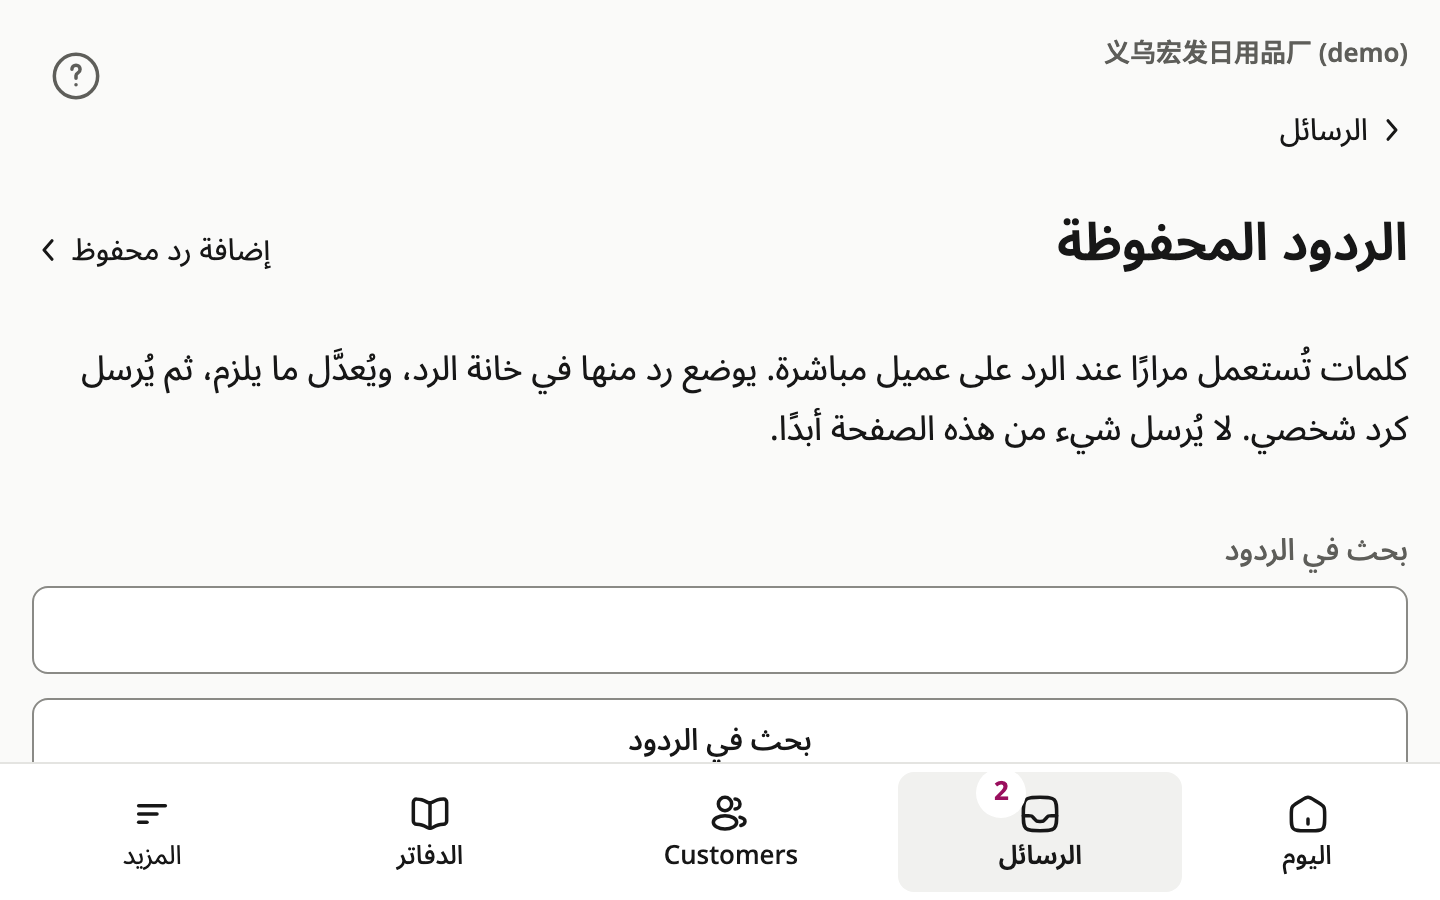 义乌宏发日用品厂 (demo)
الرسائل
الردود المحفوظة
إضافة رد محفوظ
كلمات تُستعمل مرارًا عند الرد على عميل مباشرة. يوضع رد منها في خانة الرد، ويُعدَّل ما يلزم، ثم يُرسل
كرد شخصي. لا يُرسل شيء من هذه الصفحة أبدًا.
بحث في الردود
بحث في الردود
اليوم
2
الرسائل
Customers
الدفاتر
المزيد